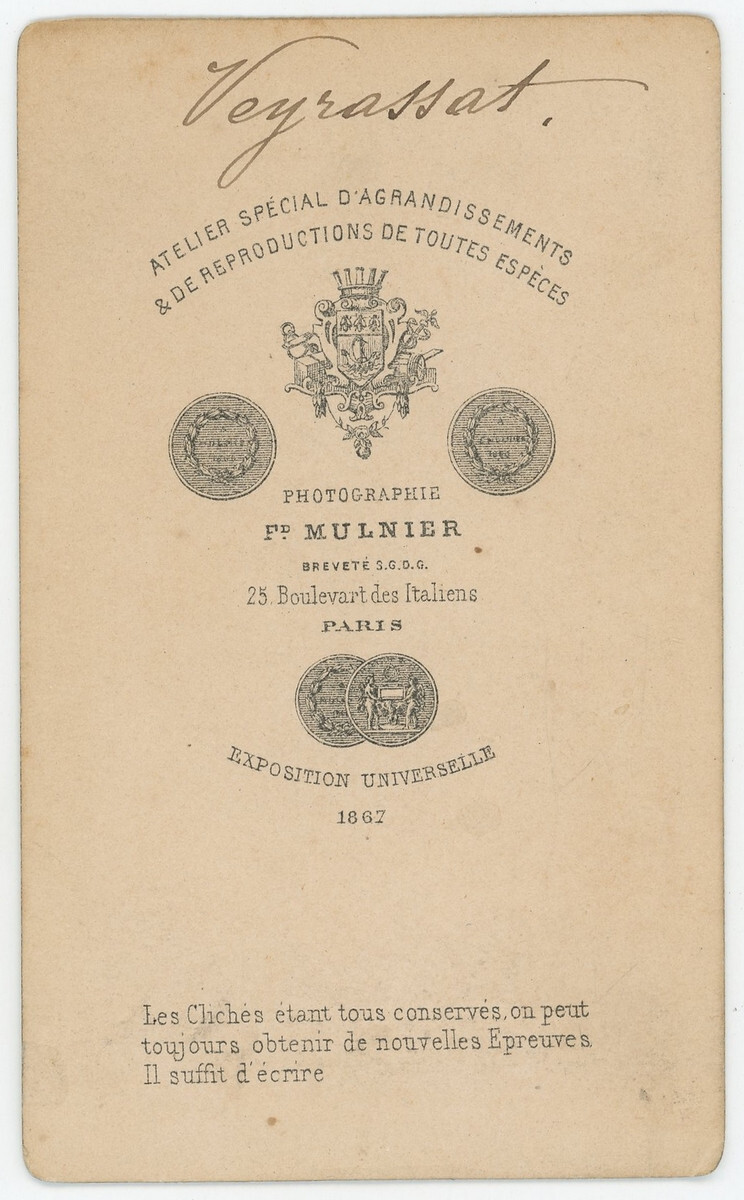 Veyrassat.
ATELIER SPÉCIAL D'AGRANDISSEMENTS
& DE REPRODUCTIONS DE TOUTES ESPÈCES
PHOTOGRAPHIE
FD MULNIER
BREVETÉ S.G.D.G.
25, Boulevart des Italiens
PARIS
EXPOSITION UNIVERSELLE
1867
Les Clichés étant tous conservés, on peut
toujours obtenir de nouvelles Epreuves.
Il suffit d'écrire